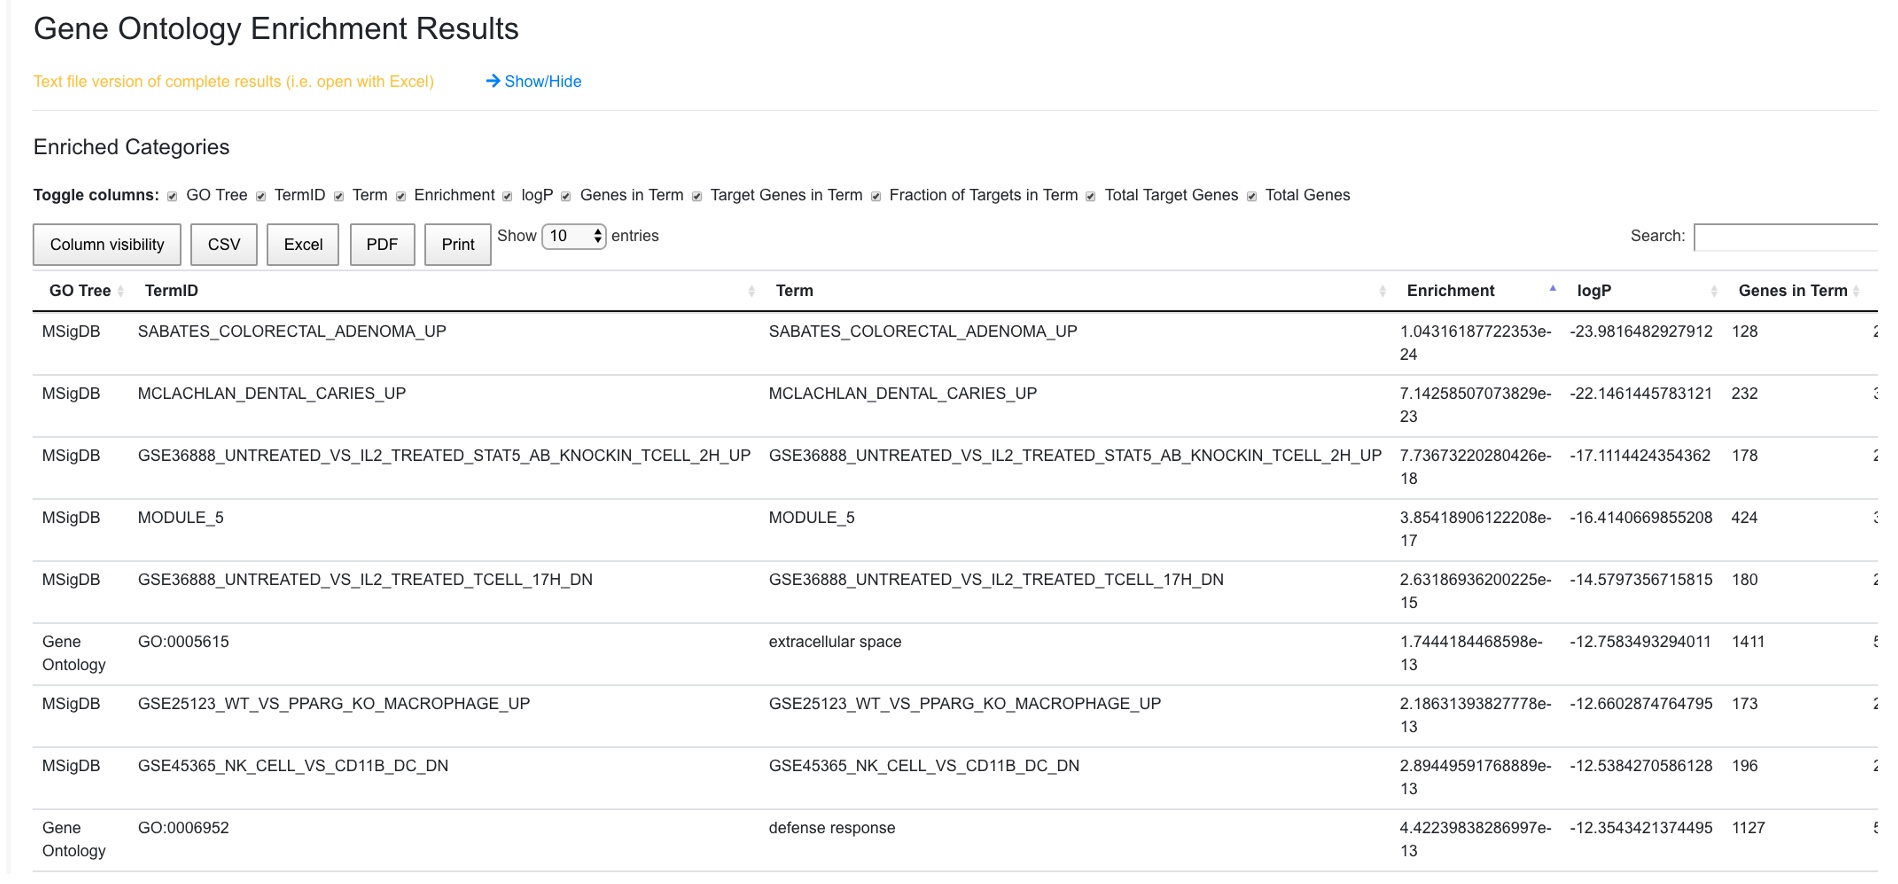 Gene Ontology Enrichment Results
Text file version of complete results (i.e. open with Excel) Show/Hide
Enriched Categories
Toggle columns: GO Tree TermID Term Enrichment logP Genes in Term Target Genes in Term Fraction of Targets in Term Total Target Genes Total Genes
Column visibility CSV Excel PDF Print Show 10 entries Search:
GO Tree TermID Term Enrichment logP Genes in Term
MSigDB SABATES_COLORECTAL_ADENOMA_UP SABATES_COLORECTAL_ADENOMA_UP 1.04316187722353e- -23.9816482927912 128
24
MSigDB MCLACHLAN_DENTAL_CARIES_UP MCLACHLAN_DENTAL_CARIES_UP 7.14258507073829e- -22.1461445783121 232
23
MSigDB GSE36888_UNTREATED_VS_IL2_TREATED_STAT5_AB_KNOCKIN_TCELL_2H_UP GSE36888_UNTREATED_VS_IL2_TREATED_STAT5_AB_KNOCKIN_TCELL_2H_UP 7.73673220280426e- -17.1114424354362 178
18
MSigDB MODULE_5 MODULE_5 3.85418906122208e- -16.4140669855208 424
17
MSigDB GSE36888_UNTREATED_VS_IL2_TREATED_TCELL_17H_DN GSE36888_UNTREATED_VS_IL2_TREATED_TCELL_17H_DN 2.63186936200225e- -14.5797356715815 180
15
Gene GO:0005615 extracellular space 1.7444184468598e- -12.7583493294011 1411
Ontology 13
MSigDB GSE25123_WT_VS_PPARG_KO_MACROPHAGE_UP GSE25123_WT_VS_PPARG_KO_MACROPHAGE_UP 2.18631393827778e- -12.6602874764795 173
13
MSigDB GSE45365_NK_CELL_VS_CD11B_DC_DN GSE45365_NK_CELL_VS_CD11B_DC_DN 2.89449591768889e- -12.5384270586128 196
13
Gene GO:0006952 defense response 4.42239838286997e- -12.3543421374495 1127
Ontology 13